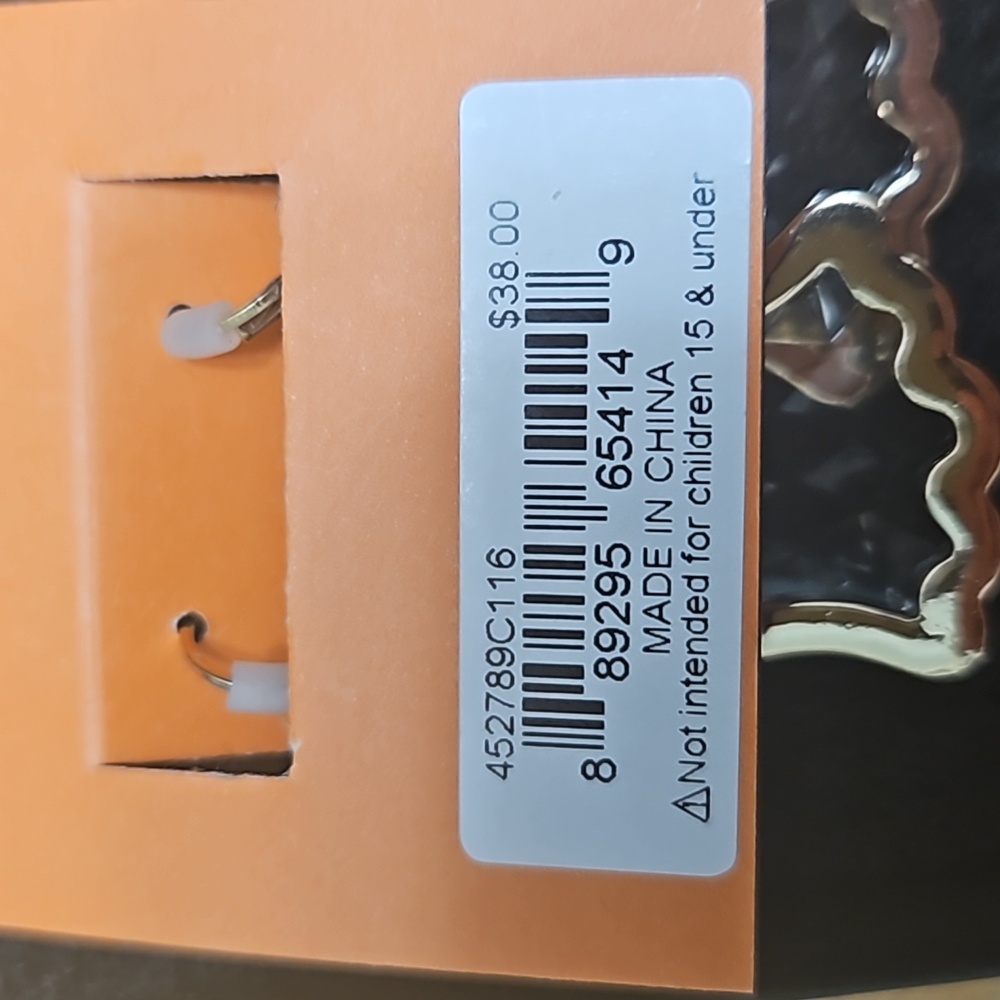 452789C116 $38.00
8 89295 65414 9
MADE IN CHINA
⚠Not intended for children 15 & under